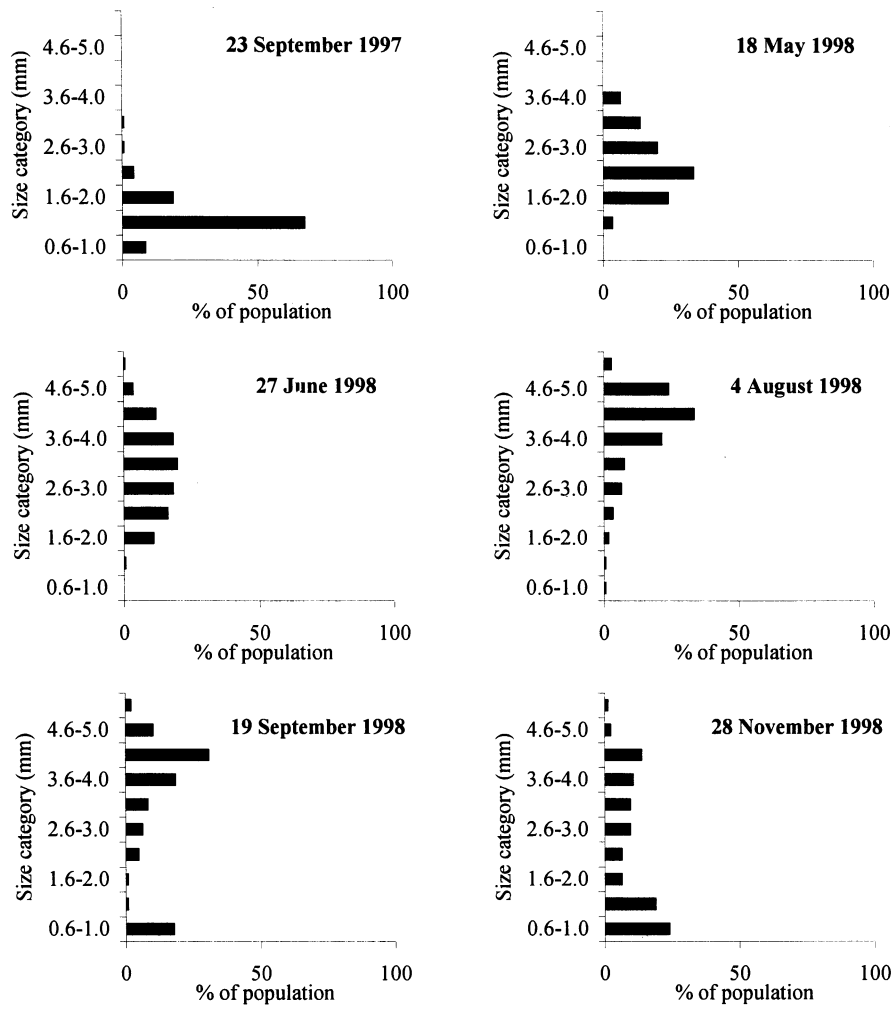 23 September 1997
Size category (mm)
4.6-5.0
3.6-4.0
2.6-3.0
1.6-2.0
0.6-1.0
0 50 100
% of population
18 May 1998
Size category (mm)
4.6-5.0
3.6-4.0
2.6-3.0
1.6-2.0
0.6-1.0
0 50 100
% of population
27 June 1998
Size category (mm)
4.6-5.0
3.6-4.0
2.6-3.0
1.6-2.0
0.6-1.0
0 50 100
% of population
4 August 1998
Size category (mm)
4.6-5.0
3.6-4.0
2.6-3.0
1.6-2.0
0.6-1.0
0 50 100
% of population
19 September 1998
Size category (mm)
4.6-5.0
3.6-4.0
2.6-3.0
1.6-2.0
0.6-1.0
0 50 100
% of population
28 November 1998
Size category (mm)
4.6-5.0
3.6-4.0
2.6-3.0
1.6-2.0
0.6-1.0
0 50 100
% of population